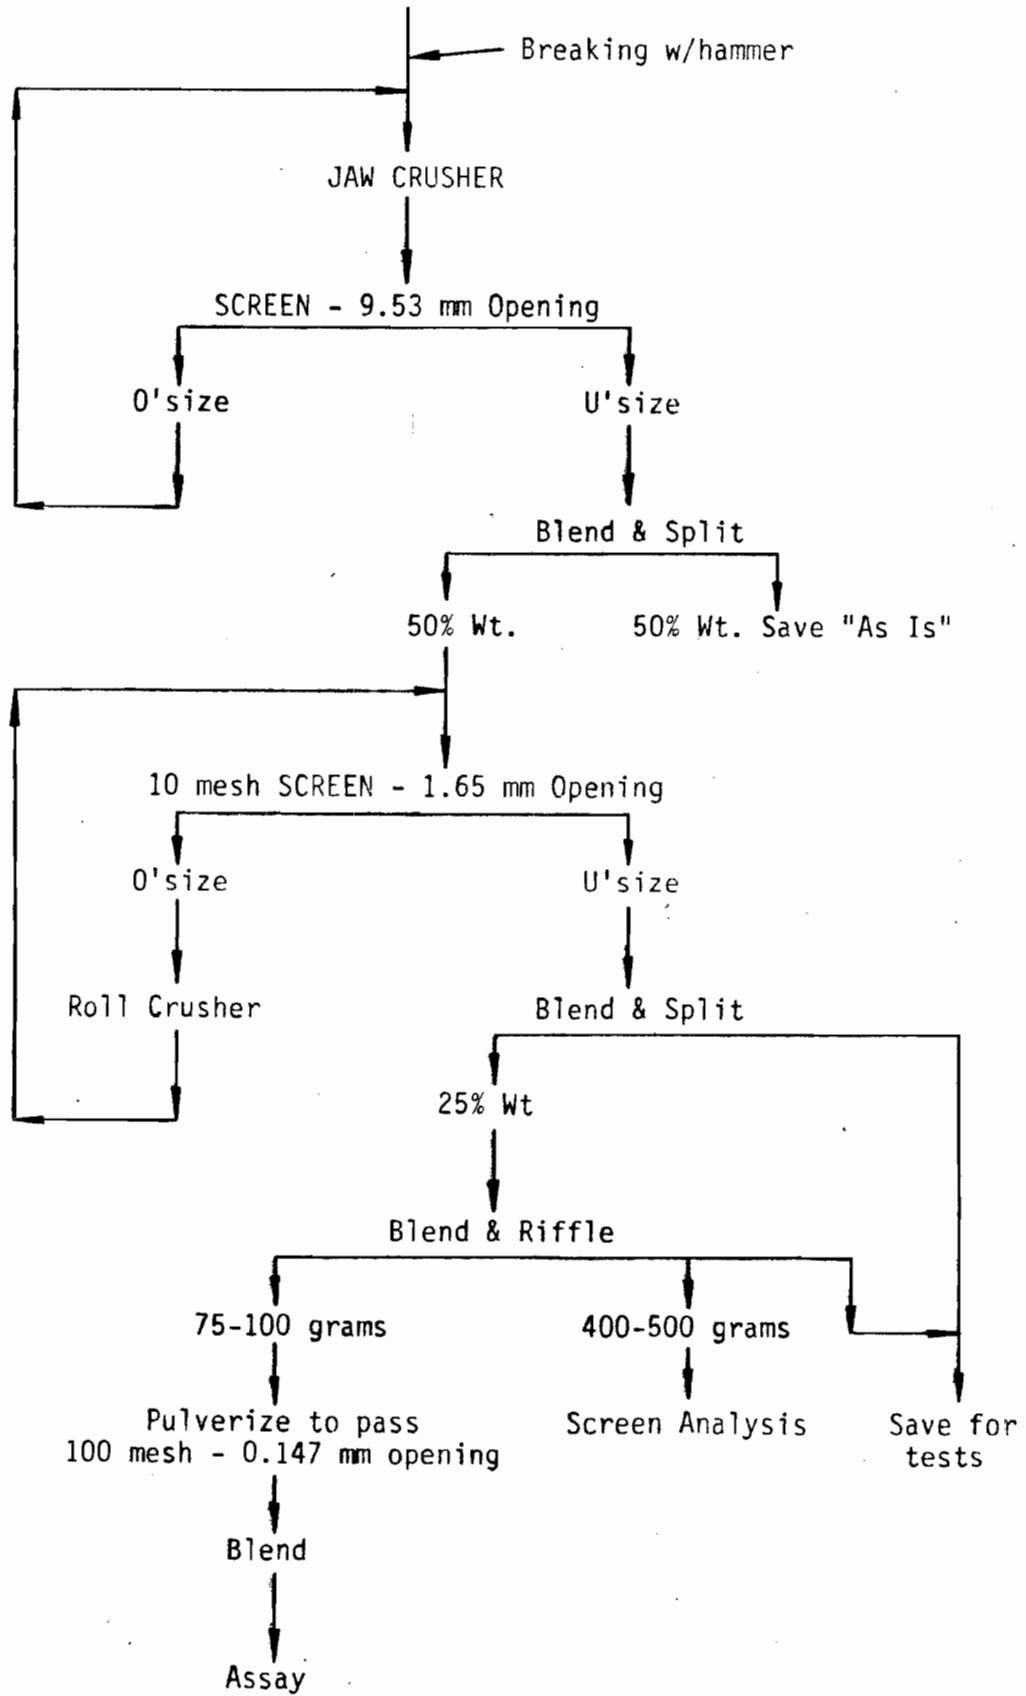 Breaking w/hammer
JAW CRUSHER
SCREEN - 9.53 mm Opening
O'size
U'size
Blend & Split
50% Wt.
50% Wt. Save "As Is"
10 mesh SCREEN - 1.65 mm Opening
O'size
U'size
Roll Crusher
Blend & Split
25% Wt
Blend & Riffle
75-100 grams
400-500 grams
Pulverize to pass
100 mesh - 0.147 mm opening
Screen Analysis
Save for
tests
Blend
Assay